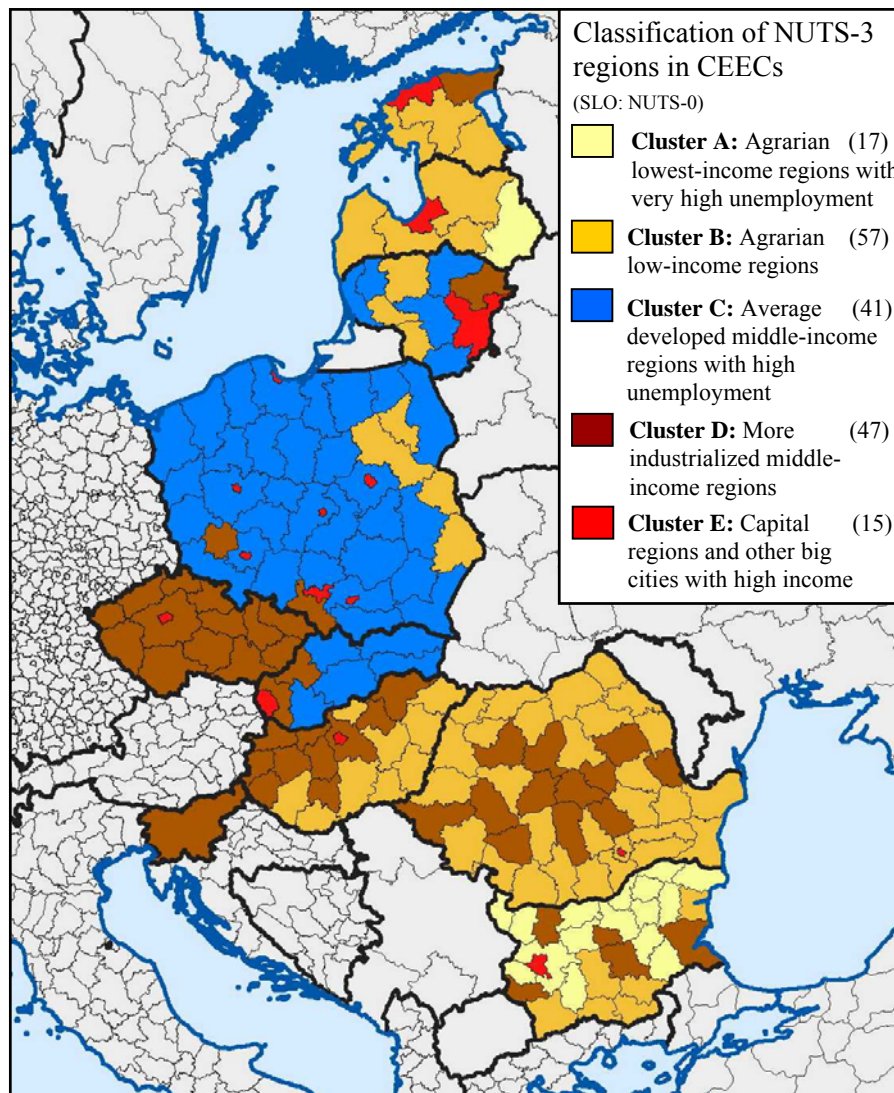 Classification of NUTS-3
regions in CEECs
(SLO: NUTS-0)
Cluster A: Agrarian (17)
lowest-income regions with
very high unemployment
Cluster B: Agrarian (57)
low-income regions
Cluster C: Average (41)
developed middle-income
regions with high
unemployment
Cluster D: More (47)
industrialized middle-
income regions
Cluster E: Capital (15)
regions and other big
cities with high income